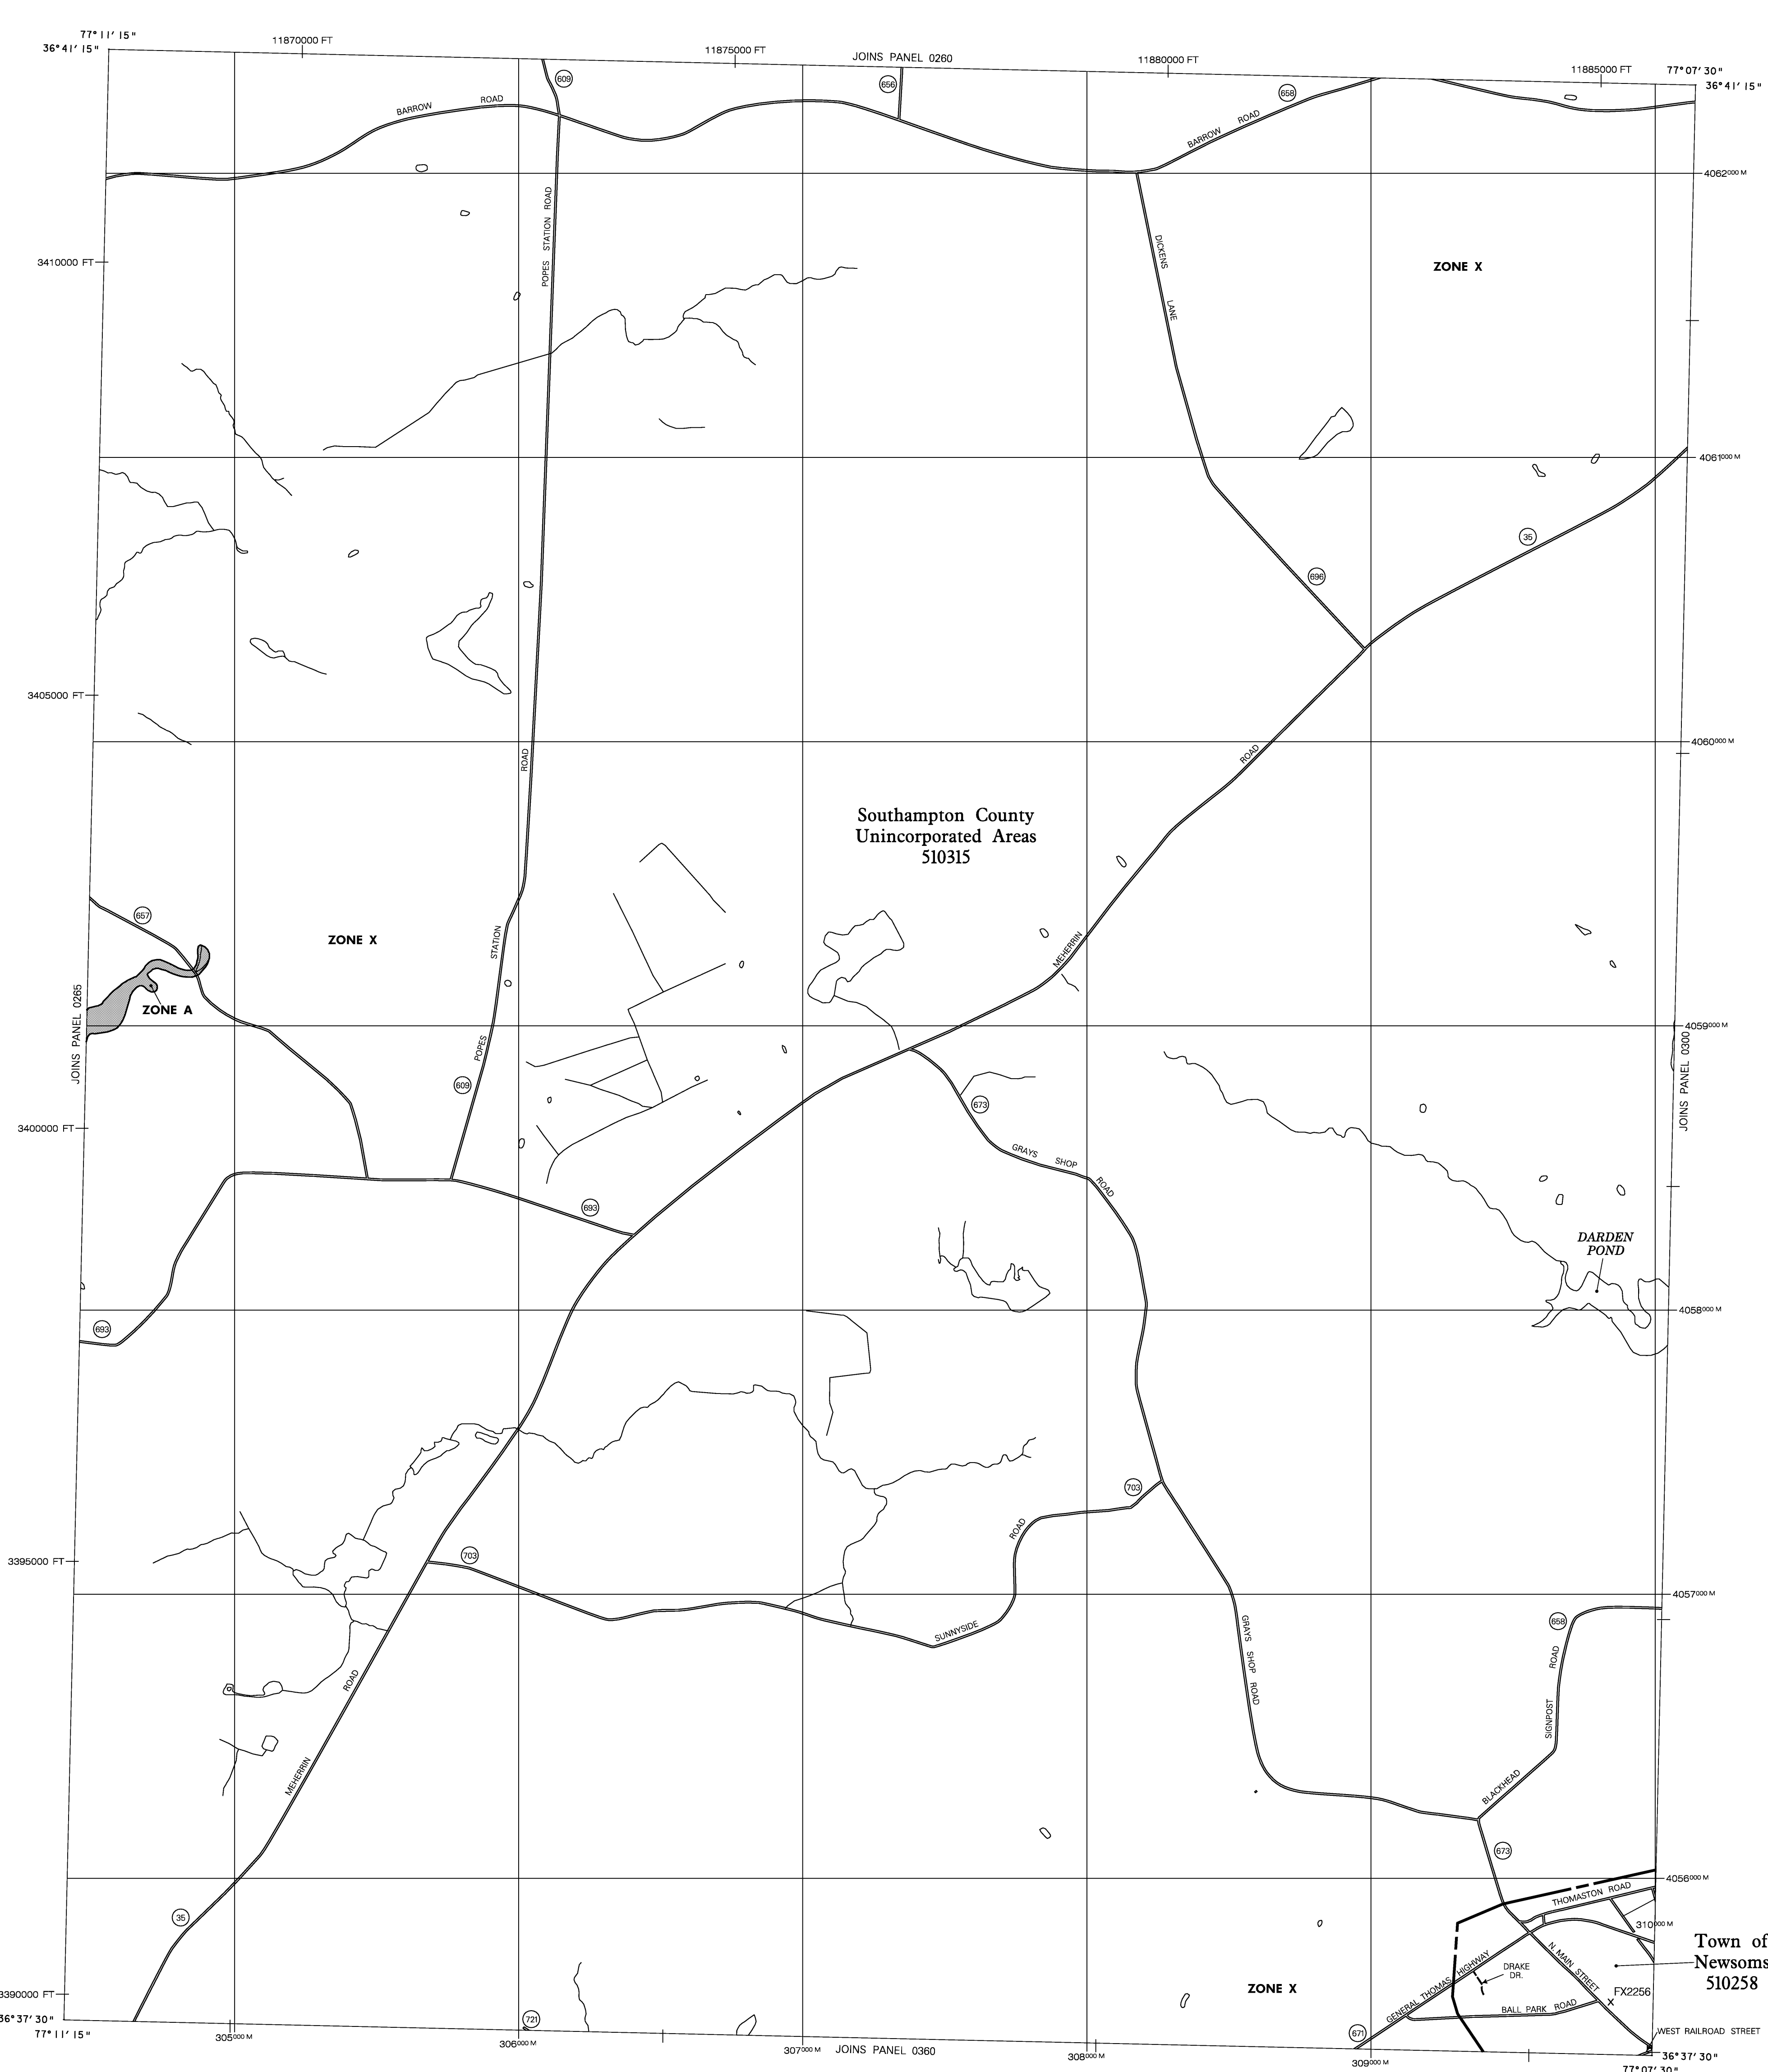 77° 11' 15"
36° 41' 15"
11870000 FT
11875000 FT
JOINS PANEL 0260
11880000 FT
11885000 FT
77° 07' 30"
36° 41' 15"
609
656
658
BARROW ROAD
BARROW ROAD
4062000 M
POPES STATION ROAD
DICKENS LANE
3410000 FT
ZONE X
4061000 M
35
696
3405000 FT
4060000 M
ROAD
ROAD
Southampton County
Unincorporated Areas
510315
657
ZONE X
STATION
MEHERRIN
ZONE A
JOINS PANEL 0265
4059000 M
JOINS PANEL 0300
POPES
609
673
3400000 FT
GRAYS SHOP ROAD
693
DARDEN
POND
4058000 M
693
703
ROAD
703
3395000 FT
4057000 M
SUNNYSIDE
658
GRAYS SHOP ROAD
ROAD
SIGNPOST
ROAD
MEHERRIN
BLACKHEAD
673
4056000 M
THOMASTON ROAD
35
310000 M
Town of
Newsoms
510258
N. MAIN STREET
GENERAL THOMAS HIGHWAY
DRAKE
DR.
ZONE X
FX2256
BALL PARK ROAD
3390000 FT
36° 37' 30"
77° 11' 15"
721
671
WEST RAILROAD STREET
305000 M
306000 M
307000 M
JOINS PANEL 0360
308000 M
309000 M
36° 37' 30"
77° 07' 30"